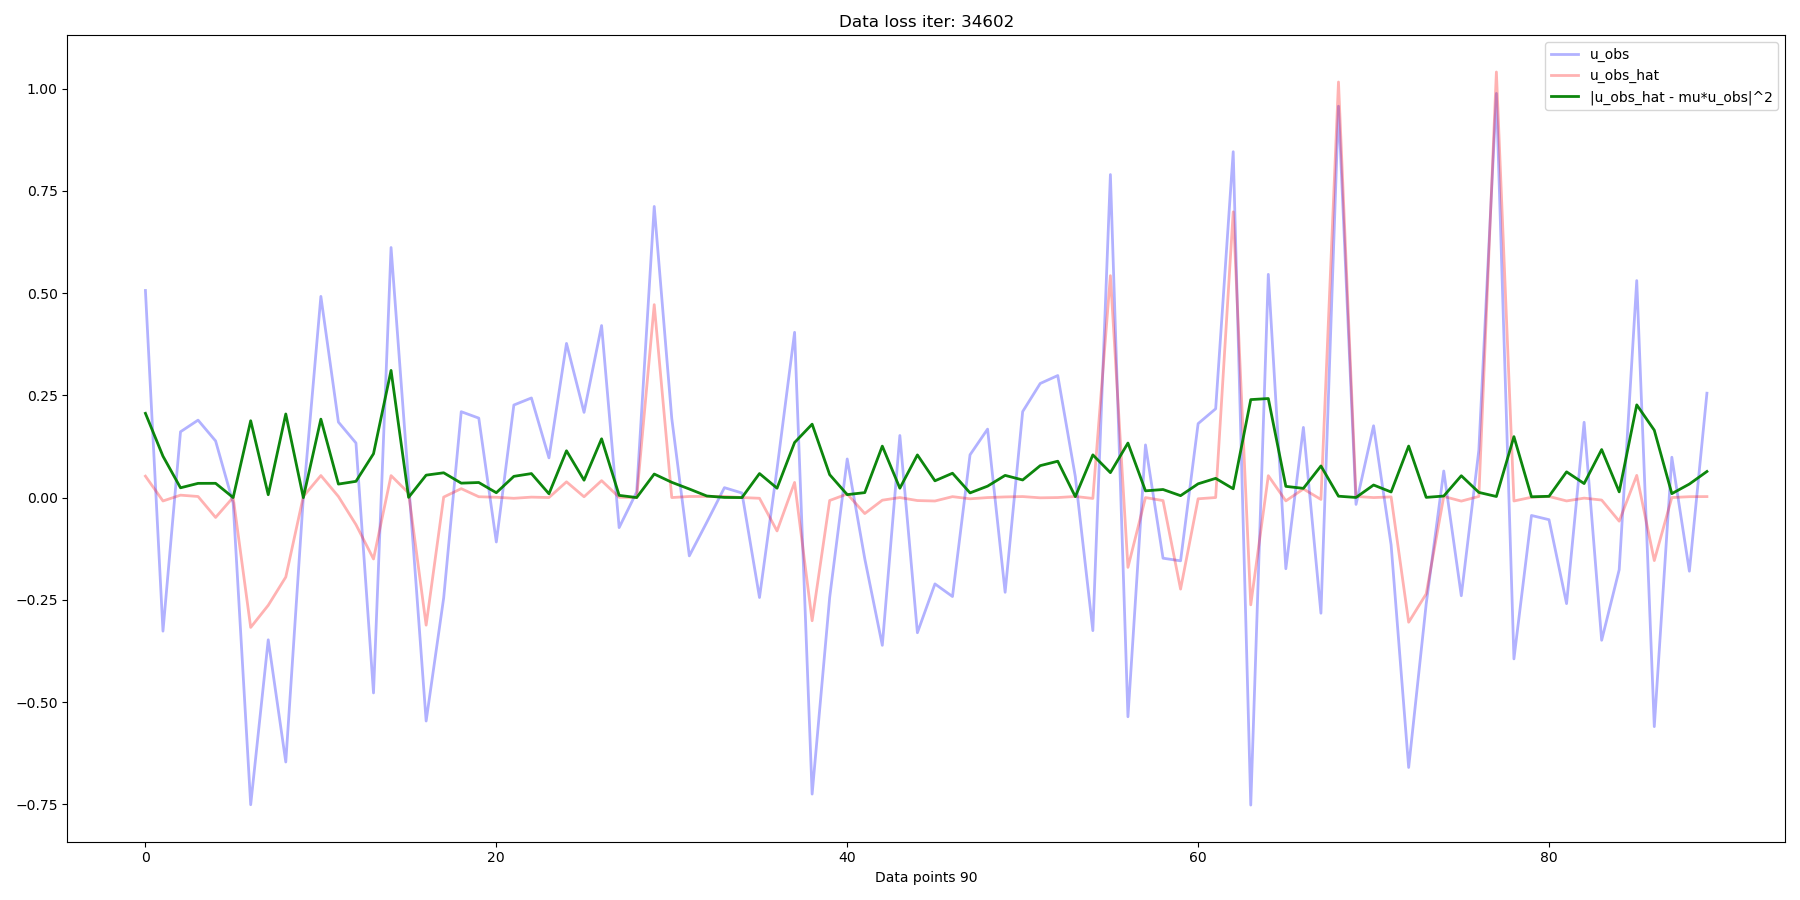 Data loss iter: 34602
u_obs
u_obs_hat
|u_obs_hat - mu*u_obs|^2
1.00
0.75
0.50
0.25
0.00
−0.25
−0.50
−0.75
0 20 40 60 80
Data points 90